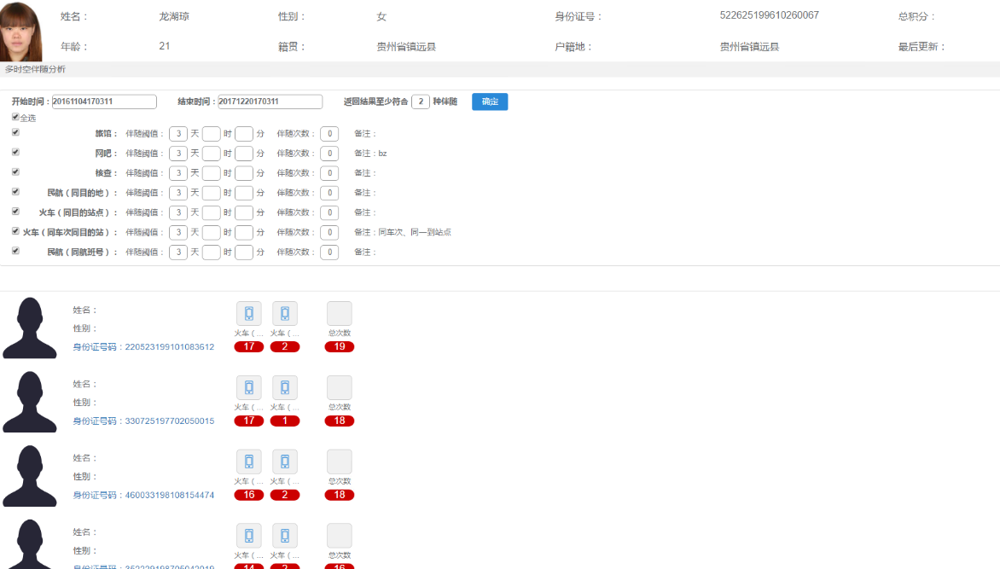 姓名： 龙湖琼 性别： 女 身份证号： 522625199610260067 总积分：
年龄： 21 籍贯： 贵州省镇远县 户籍地： 贵州省镇远县 最后更新：
多时空伴随分析
开始时间：20161104170311 结束时间：20171220170311 返回结果至少符合 2 种伴随 确定
全选
旅馆： 伴随阈值： 3 天 时 分 伴随次数： 0 备注：
网吧： 伴随阈值： 3 天 时 分 伴随次数： 0 备注：bz
核查： 伴随阈值： 3 天 时 分 伴随次数： 0 备注：
民航（同目的地）： 伴随阈值： 3 天 时 分 伴随次数： 0 备注：
火车（同目的站点）： 伴随阈值： 3 天 时 分 伴随次数： 0 备注：
火车（同车次同目的站）： 伴随阈值： 3 天 时 分 伴随次数： 0 备注：同车次、同一到站点
民航（同航班号）： 伴随阈值： 3 天 时 分 伴随次数： 0 备注：
姓名：
性别：
火车（... 火车（... 总次数
身份证号码：220523199101083612 17 2 19
姓名：
性别：
火车（... 火车（... 总次数
身份证号码：330725197702050015 17 1 18
姓名：
性别：
火车（... 火车（... 总次数
身份证号码：460033198108154474 16 2 18
姓名：
性别：
火车（... 火车（... 总次数
身份证号码：352229198705042019 14 2 16